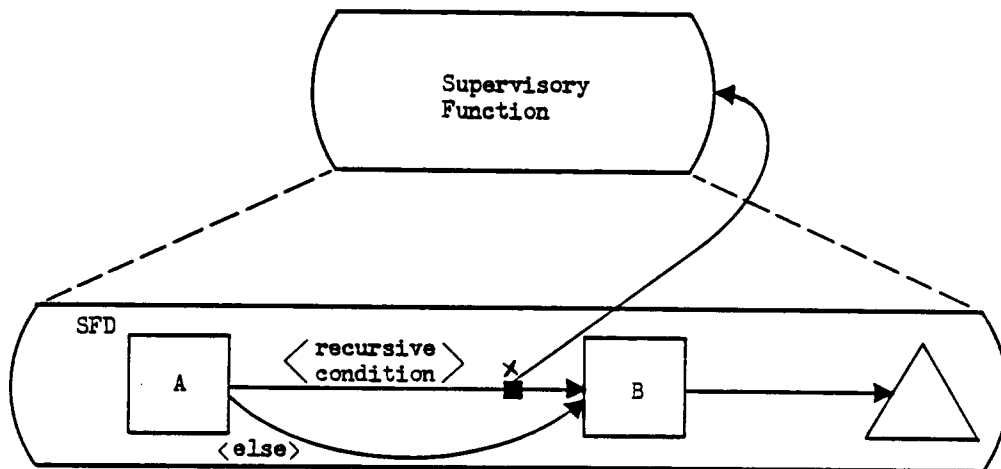 Supervisory
Function
SFD
A
<recursive
condition>
x
B
<else>